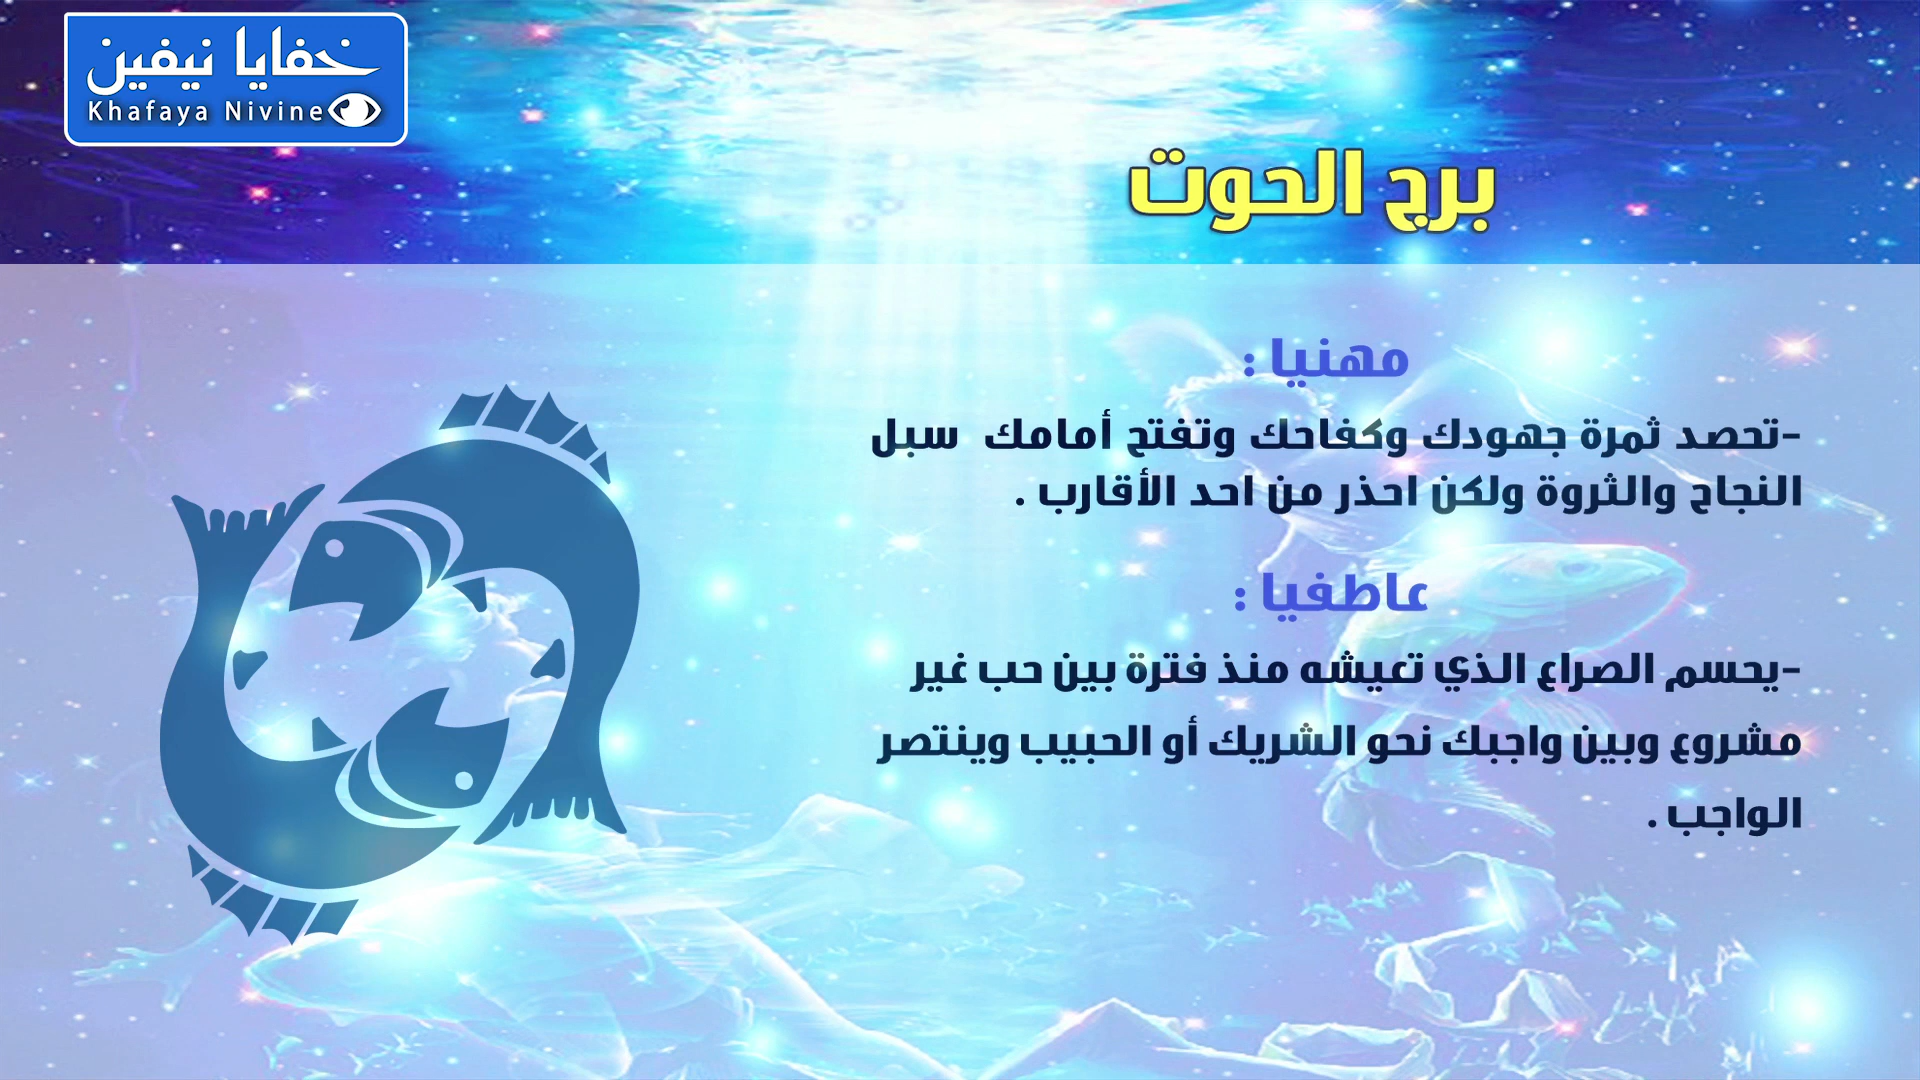 خفايا نيفين
Khafaya Nivine
برج الحوت
مهنيا :
-تحصد ثمرة جهودك وكفاحك وتفتح أمامك سبل
النجاح والثروة ولكن احذر من احد الأقارب .
عاطفيا :
-يحسم الصراع الذي تعيشه منذ فترة بين حب غير
مشروع وبين واجبك نحو الشريك أو الحبيب وينتصر
الواجب .